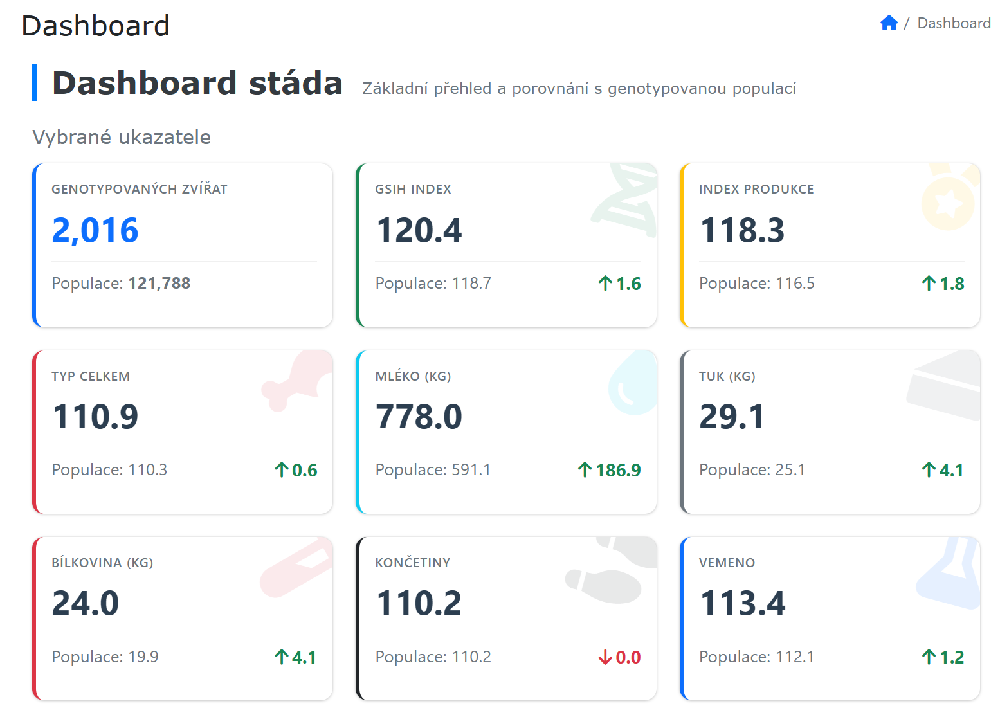 Dashboard
/ Dashboard
Dashboard stáda Základní přehled a porovnání s genotypovanou populací
Vybrané ukazatele
GENOTYPOVANÝCH ZVÍŘAT
2,016
Populace: 121,788
GSIH INDEX
120.4
Populace: 118.7 ↑1.6
INDEX PRODUKCE
118.3
Populace: 116.5 ↑1.8
TYP CELKEM
110.9
Populace: 110.3 ↑0.6
MLÉKO (KG)
778.0
Populace: 591.1 ↑186.9
TUK (KG)
29.1
Populace: 25.1 ↑4.1
BÍLKOVINA (KG)
24.0
Populace: 19.9 ↑4.1
KONČETINY
110.2
Populace: 110.2 ↓0.0
VEMENO
113.4
Populace: 112.1 ↑1.2